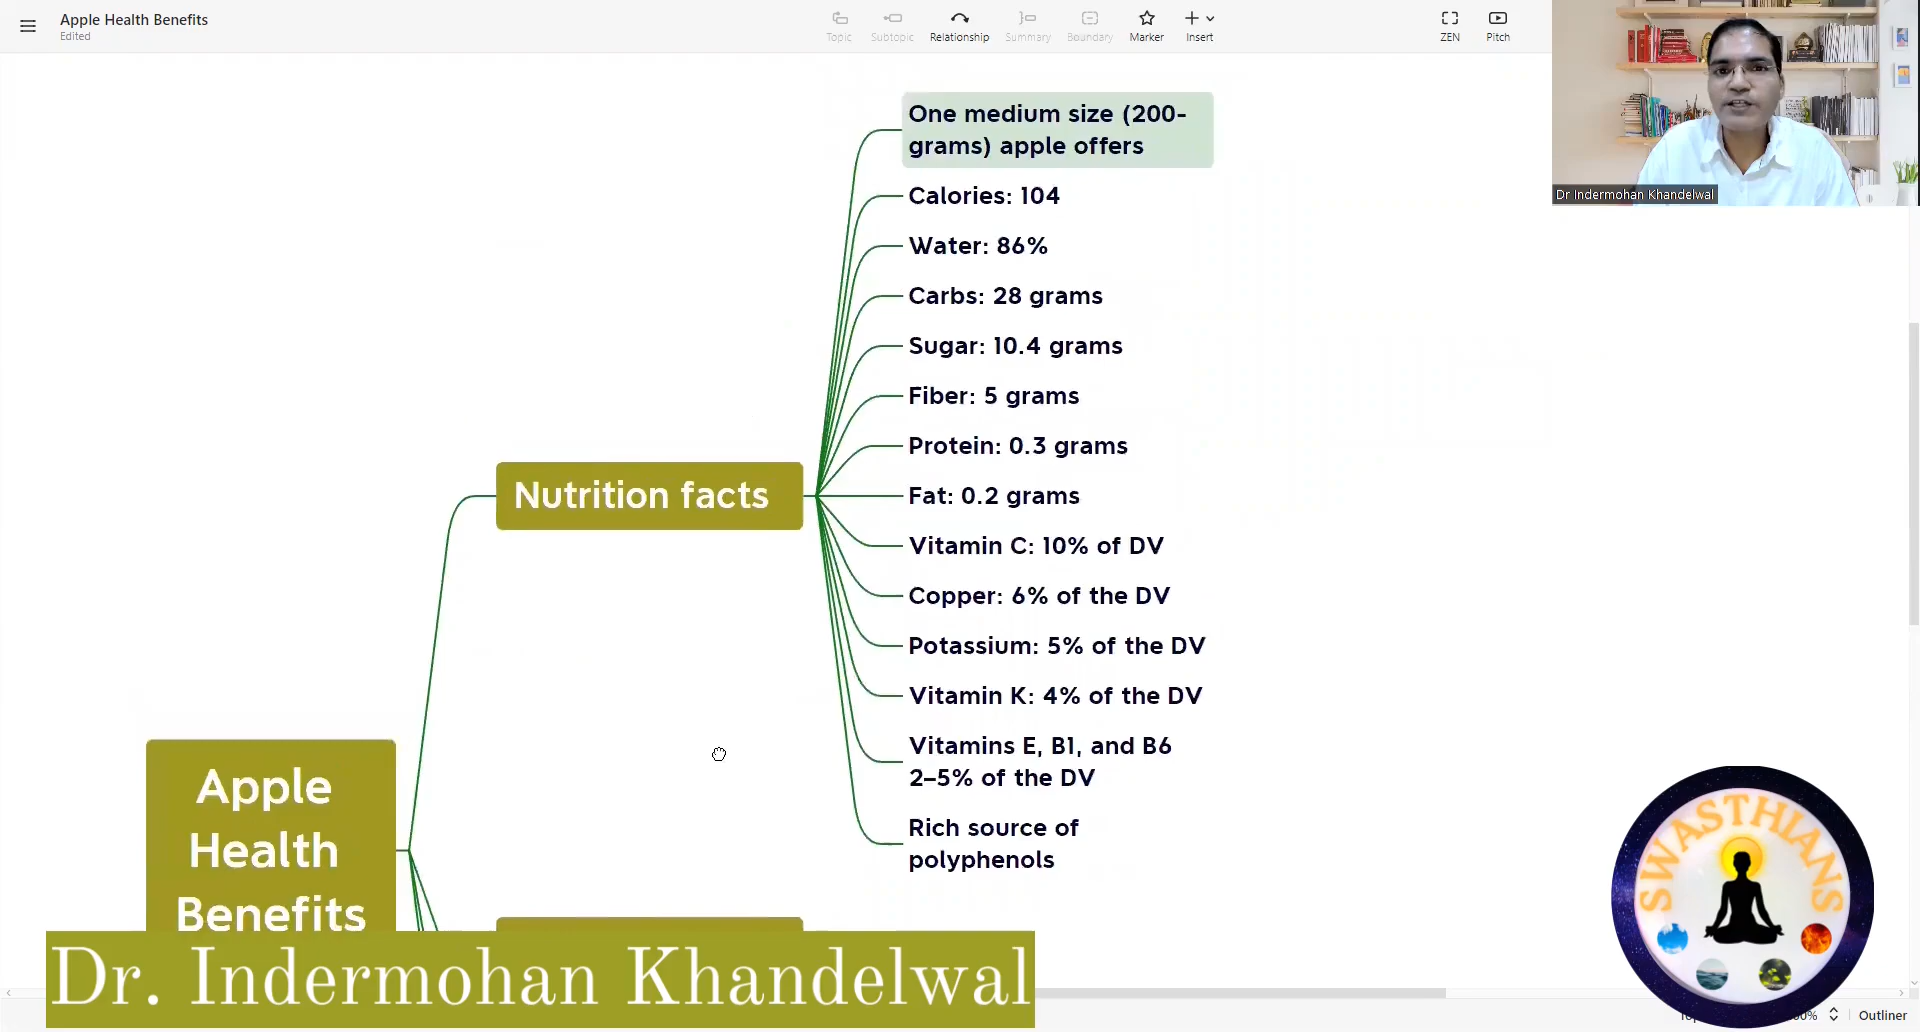 Apple Health Benefits
Edited
Topic
Subtopic
Relationship
Summary
Boundary
Marker
Insert
ZEN
Pitch
Dr Indermohan Khandelwal
One medium size (200-
grams) apple offers
Calories: 104
Water: 86%
Carbs: 28 grams
Sugar: 10.4 grams
Fiber: 5 grams
Protein: 0.3 grams
Fat: 0.2 grams
Vitamin C: 10% of DV
Copper: 6% of the DV
Potassium: 5% of the DV
Vitamin K: 4% of the DV
Vitamins E, B1, and B6
2–5% of the DV
Rich source of
polyphenols
Nutrition facts
Apple
Health
Benefits
Dr. Indermohan Khandelwal
SWASTHIANS
Outliner